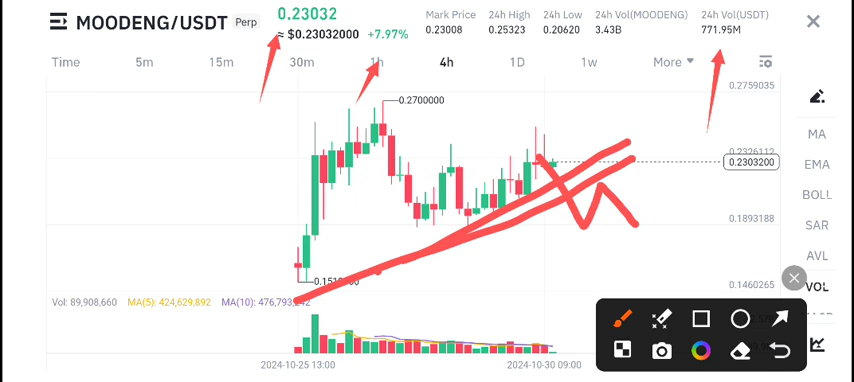 MOODENG/USDT Perp
0.23032
≈ $0.23032000 +7.97%
Mark Price 24h High 24h Low 24h Vol(MOODENG) 24h Vol(USDT)
0.23008 0.25323 0.20620 3.43B 771.95M
Time 5m 15m 30m 1h 4h 1D 1w More
0.2759035
0.2700000
MA
0.2326112
0.2303200
EMA
BOLL
0.1893188
SAR
AVL
0.1460265
VOL
Vol: 89,908,660 MA(5): 424,629,892 MA(10):
2024-10-25 13:00 2024-10-30 09:00